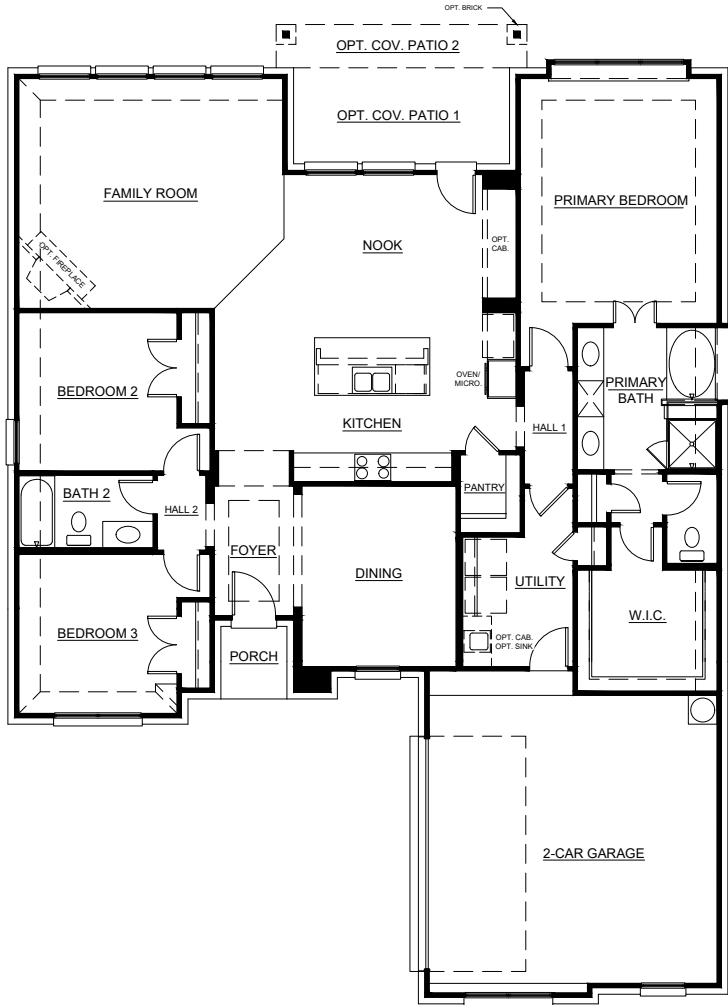 OPT. BRICK
OPT. COV. PATIO 2
OPT. COV. PATIO 1
FAMILY ROOM
PRIMARY BEDROOM
NOOK
OPT.
CAB.
OPT. FIREPLACE
BEDROOM 2
OVEN/
MICRO.
PRIMARY
BATH
KITCHEN
HALL 1
PANTRY
BATH 2
HALL 2
FOYER
DINING
UTILITY
W.I.C.
BEDROOM 3
OPT. CAB.
OPT. SINK
PORCH
2-CAR GARAGE